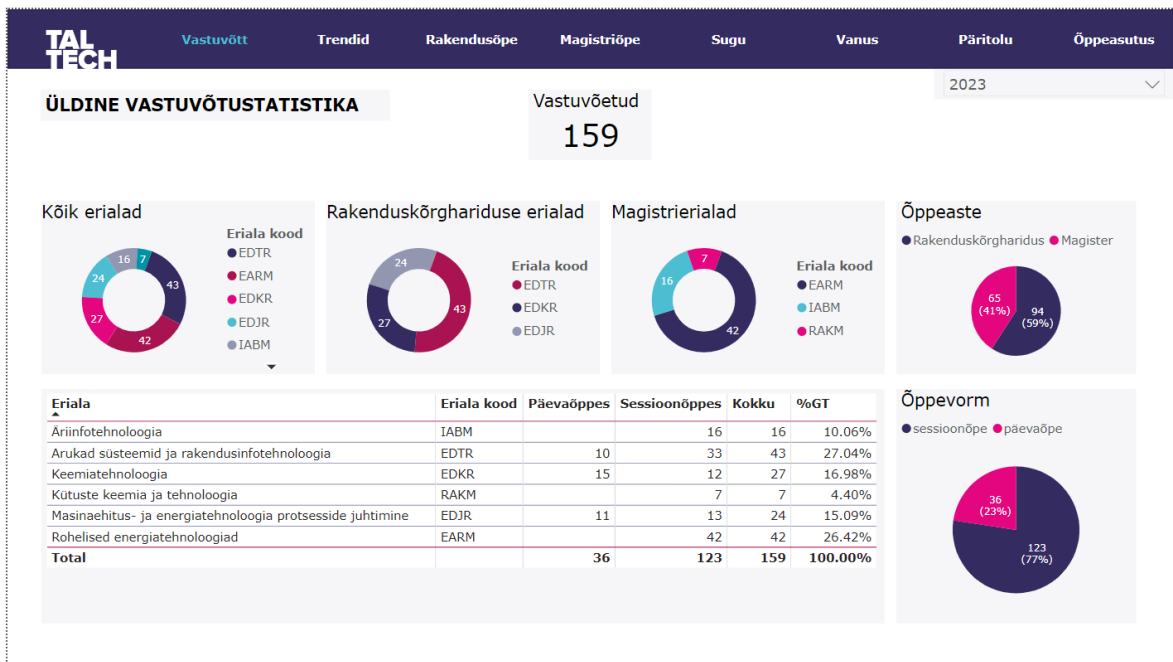 TAL
TECH
Vastuvõtt Trendid Rakendusõpe Magistriõpe Sugu Vanus Päritolu Õppeasutus
2023
ÜLDINE VASTUVÕTUSTATISTIKA
Vastuvõetud
159
Kõik erialad
Eriala kood
EDTR
EARM
EDKR
EDJR
IABM
16 7
24 43
27
42
Rakenduskõrghariduse erialad
Eriala kood
EDTR
EDKR
EDJR
24
43
27
Magistrierialad
Eriala kood
EARM
IABM
RAKM
7
16
42
Õppeaste
Rakenduskõrgharidus Magister
65
(41%)
94
(59%)
Eriala Eriala kood Päevaõppes Sessioonõppes Kokku %GT
Äriinfotehnoloogia IABM 16 16 10.06%
Arukad süsteemid ja rakendusinfotehnoloogia EDTR 10 33 43 27.04%
Keemiatehnoloogia EDKR 15 12 27 16.98%
Kütuste keemia ja tehnoloogia RAKM 7 7 4.40%
Masinaehitus- ja energiatehnoloogia protsesside juhtimine EDJR 11 13 24 15.09%
Rohelised energiatehnoloogiad EARM 42 42 26.42%
Total 36 123 159 100.00%
Õppevorm
sessioonõpe päevaõpe
36
(23%)
123
(77%)